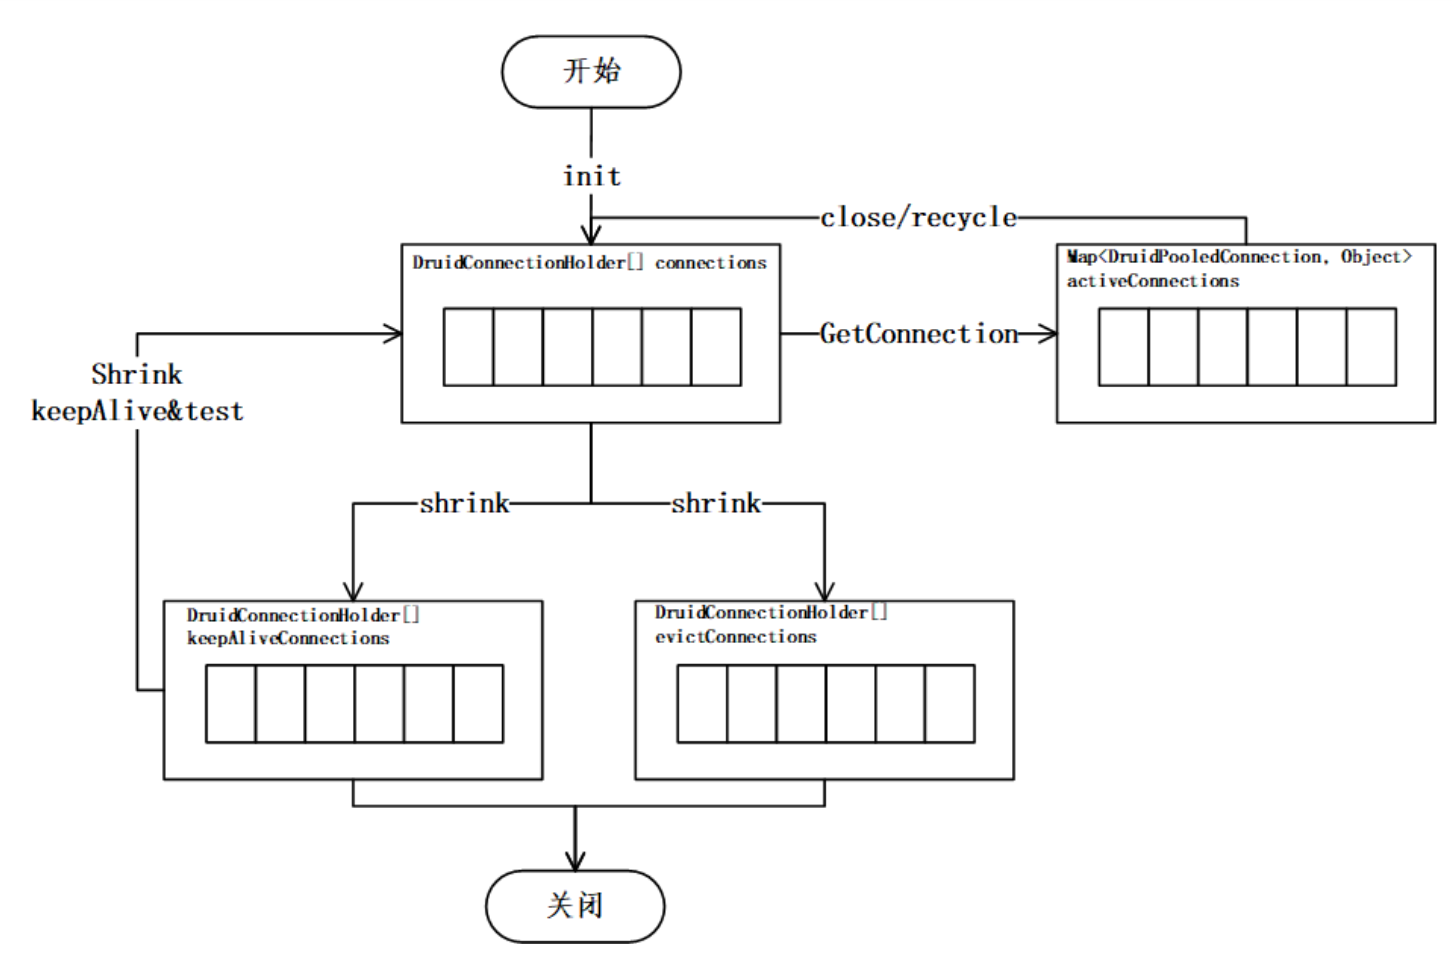 开始
init
close/recycle
DruidConnectionHolder[] connections
Map<DruidPooledConnection, Object>
activeConnections
GetConnection
Shrink
keepAlive&test
shrink
shrink
DruidConnectionHolder[]
keepAliveConnections
DruidConnectionHolder[]
evictConnections
关闭